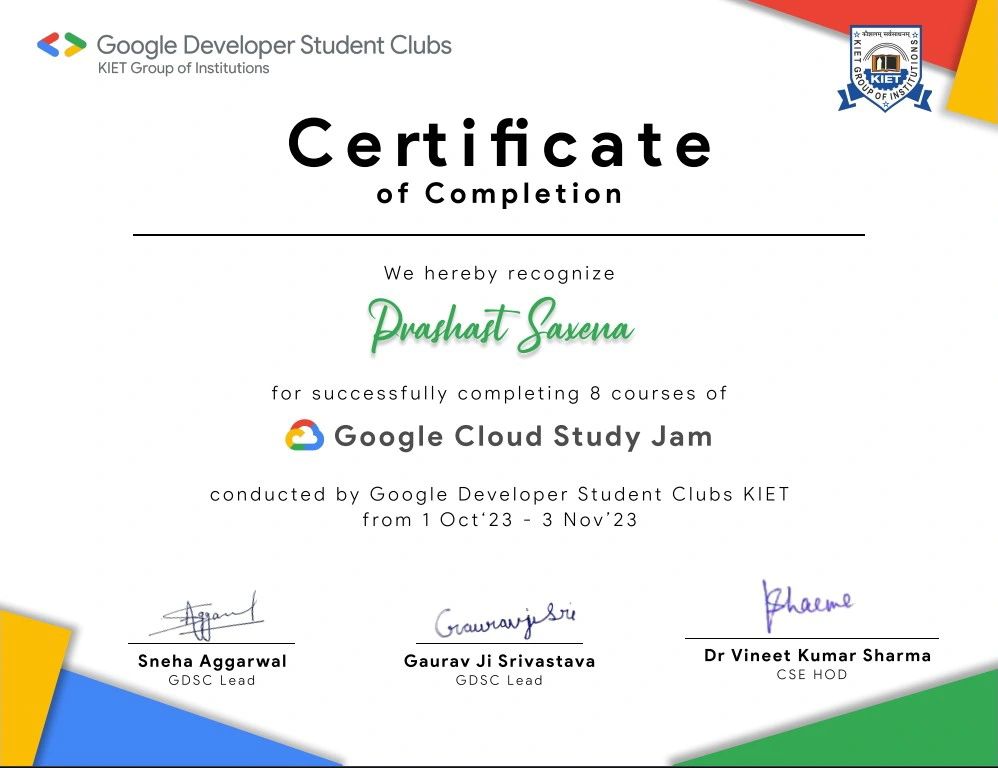 Google Developer Student Clubs
KIET Group of Institutions
कौशलम् सर्वसाधनम्
KIET GROUP OF INSTITUTIONS
KIET
Certificate
of Completion
We hereby recognize
Prashast Saxena
for successfully completing 8 courses of
Google Cloud Study Jam
conducted by Google Developer Student Clubs KIET
from 1 Oct‘23 - 3 Nov’23
Aggarwal
Gauravji Sri
Sharma
Sneha Aggarwal
GDSC Lead
Gaurav Ji Srivastava
GDSC Lead
Dr Vineet Kumar Sharma
CSE HOD